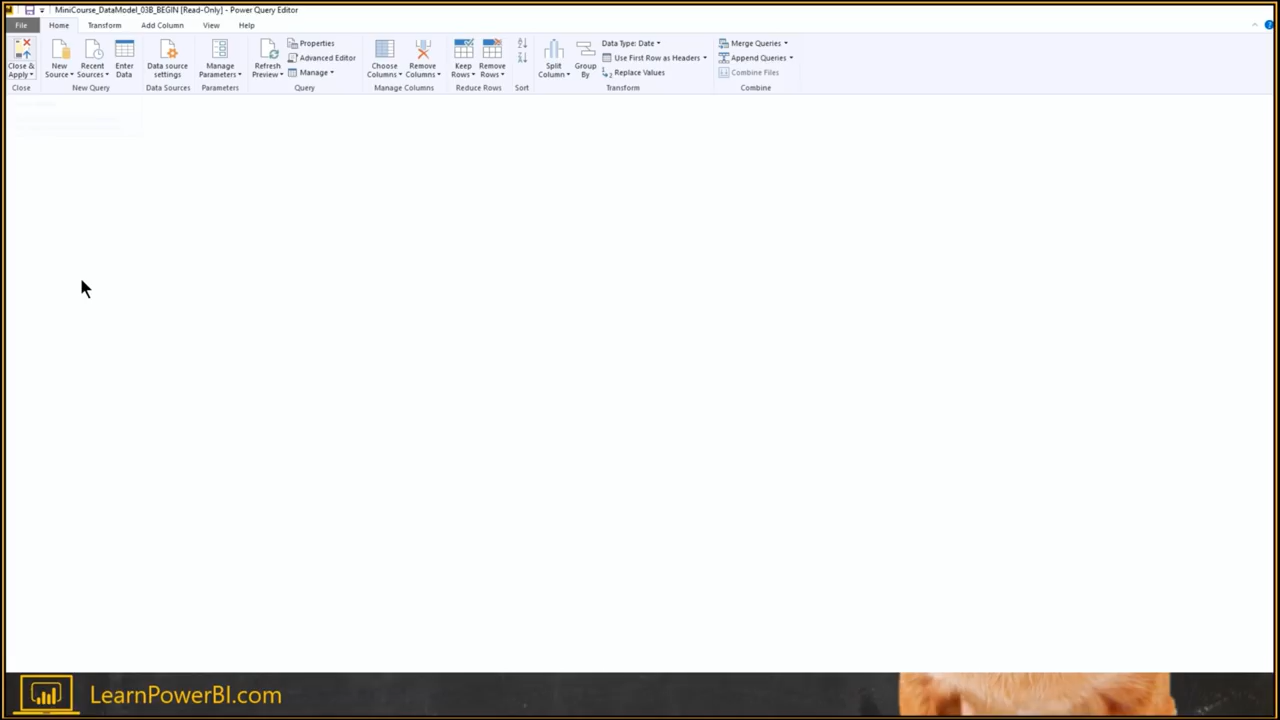 MiniCourse_DataModel_03B_BEGIN [Read-Only] - Power Query Editor
File Home Transform Add Column View Help
Close & Apply
Close
New Source
Recent Sources
Enter Data
New Query
Data source settings
Data Sources
Manage Parameters
Parameters
Refresh Preview
Properties
Advanced Editor
Manage
Query
Choose Columns
Remove Columns
Manage Columns
Keep Rows
Remove Rows
Reduce Rows
Sort
Split Column
Group By
Data Type: Date
Use First Row as Headers
Replace Values
Transform
Merge Queries
Append Queries
Combine Files
Combine
LearnPowerBI.com